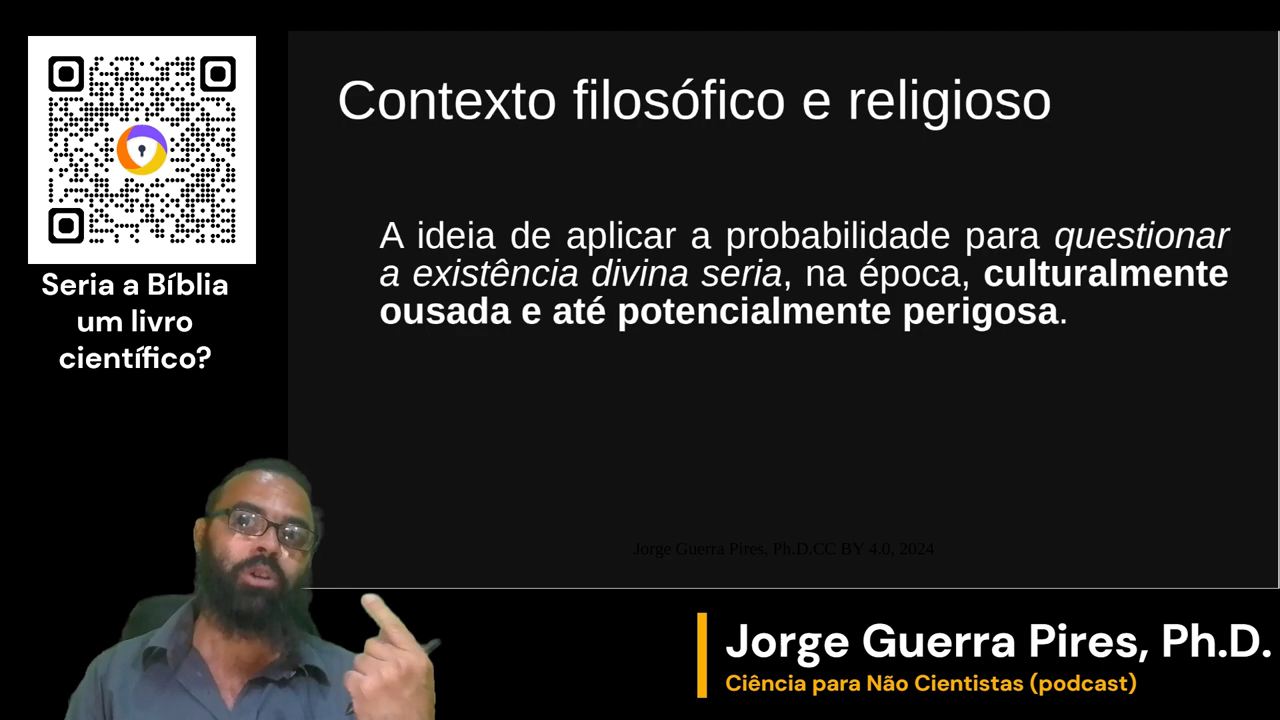 Contexto filosófico e religioso
A ideia de aplicar a probabilidade para questionar
a existência divina seria, na época, culturalmente
ousada e até potencialmente perigosa.
Seria a Bíblia
um livro
científico?
Jorge Guerra Pires, Ph.D.CC BY 4.0, 2024
Jorge Guerra Pires, Ph.D.
Ciência para Não Cientistas (podcast)